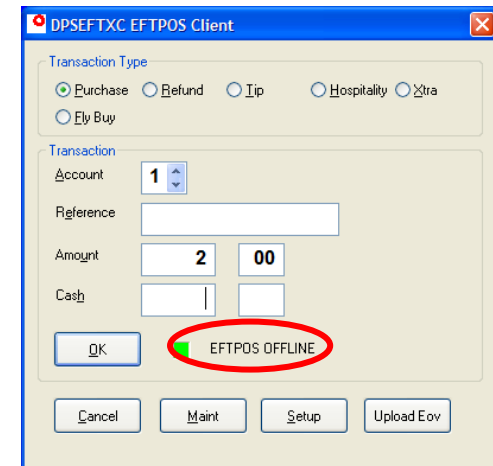 DPSEFTXC EFTPOS Client
Transaction Type
Purchase Refund Tip Hospitality Xtra
Fly Buy
Transaction
Account 1
Reference
Amount 2 00
Cash
OK EFTPOS OFFLINE
Cancel Maint Setup Upload Eov